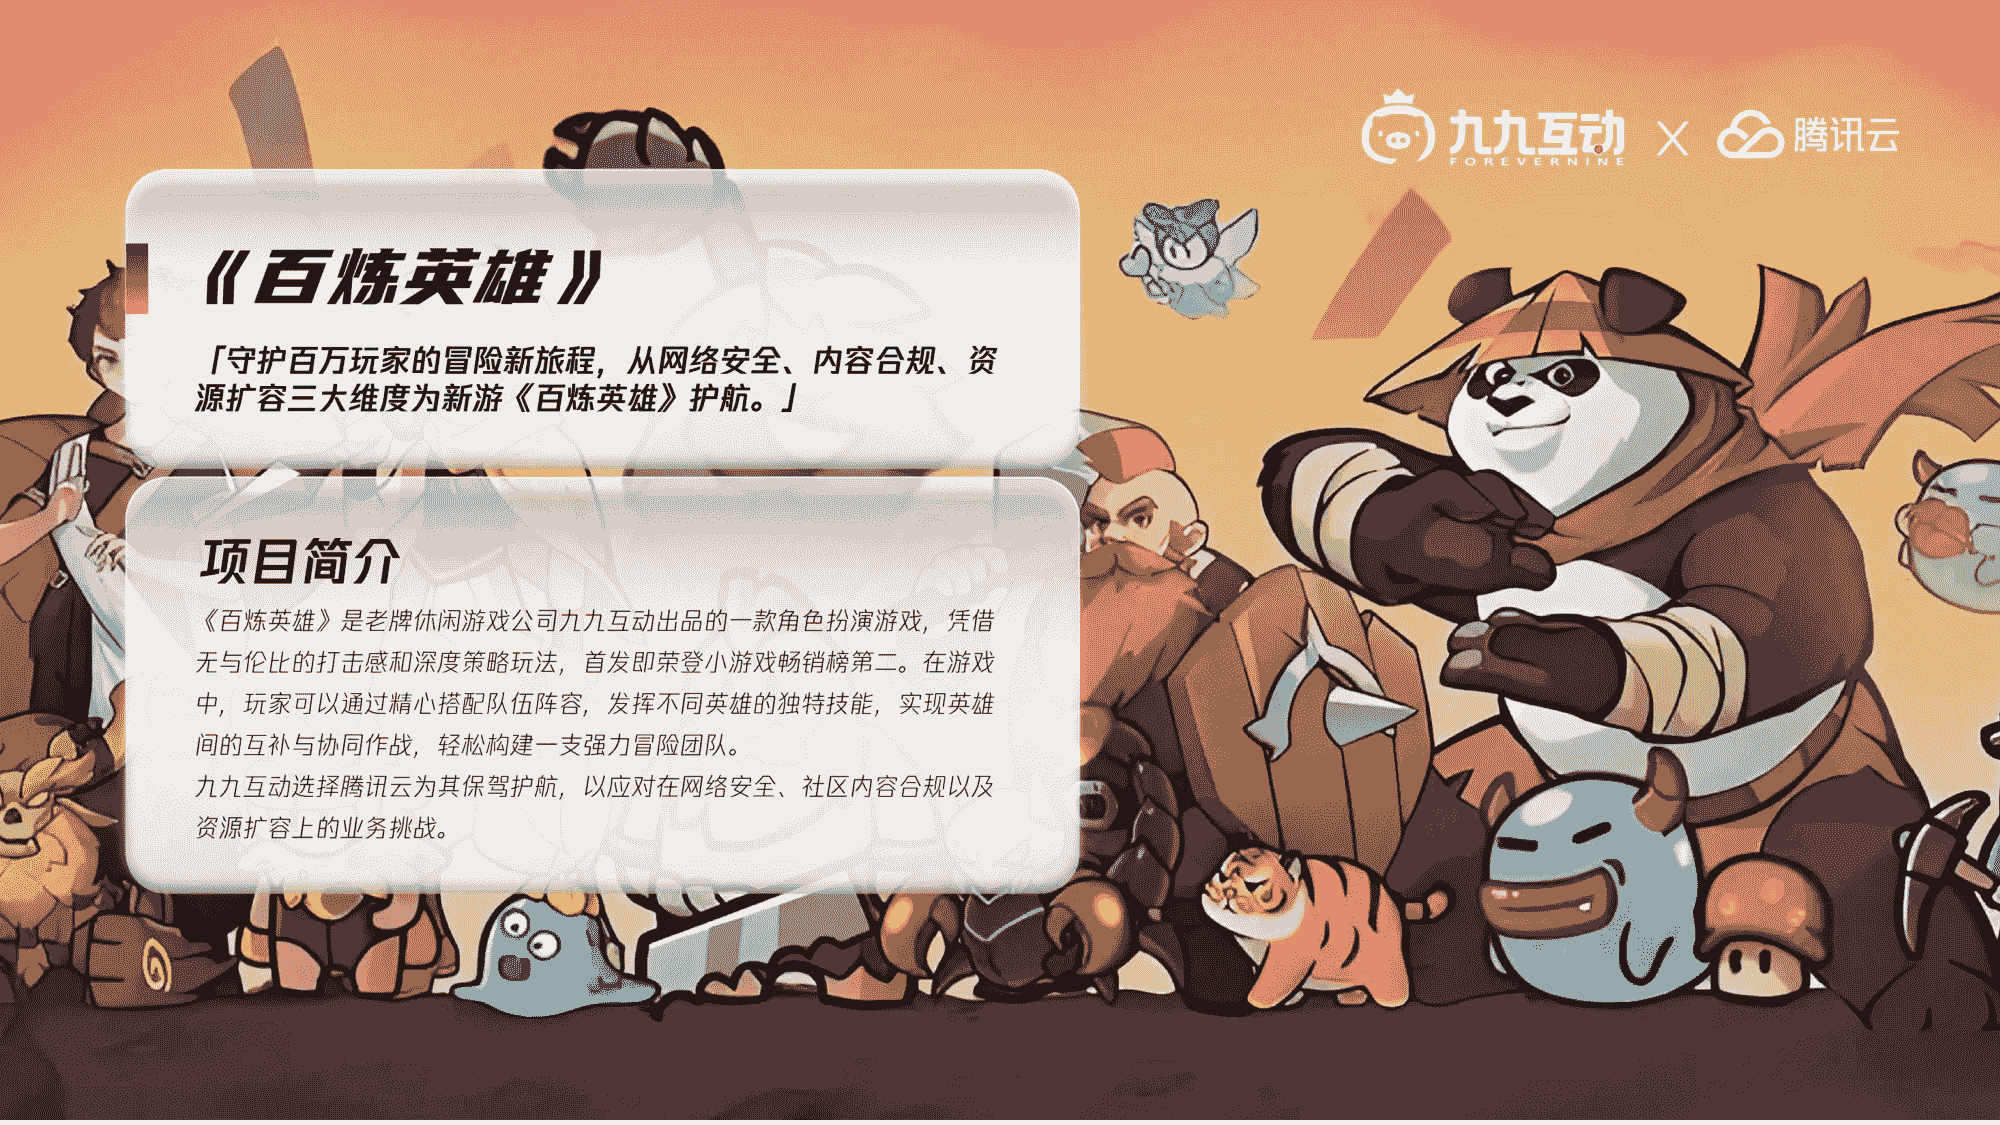 九九互动
FOREVERNINE
X
腾讯云
《百炼英雄》
「守护百万玩家的冒险新旅程，从网络安全、内容合规、资
源扩容三大维度为新游《百炼英雄》护航。」
项目简介
《百炼英雄》是老牌休闲游戏公司九九互动出品的一款角色扮演游戏，凭借
无与伦比的打击感和深度策略玩法，首发即荣登小游戏畅销榜第二。在游戏
中，玩家可以通过精心搭配队伍阵容，发挥不同英雄的独特技能，实现英雄
间的互补与协同作战，轻松构建一支强力冒险团队。
九九互动选择腾讯云为其保驾护航，以应对在网络安全、社区内容合规以及
资源扩容上的业务挑战。